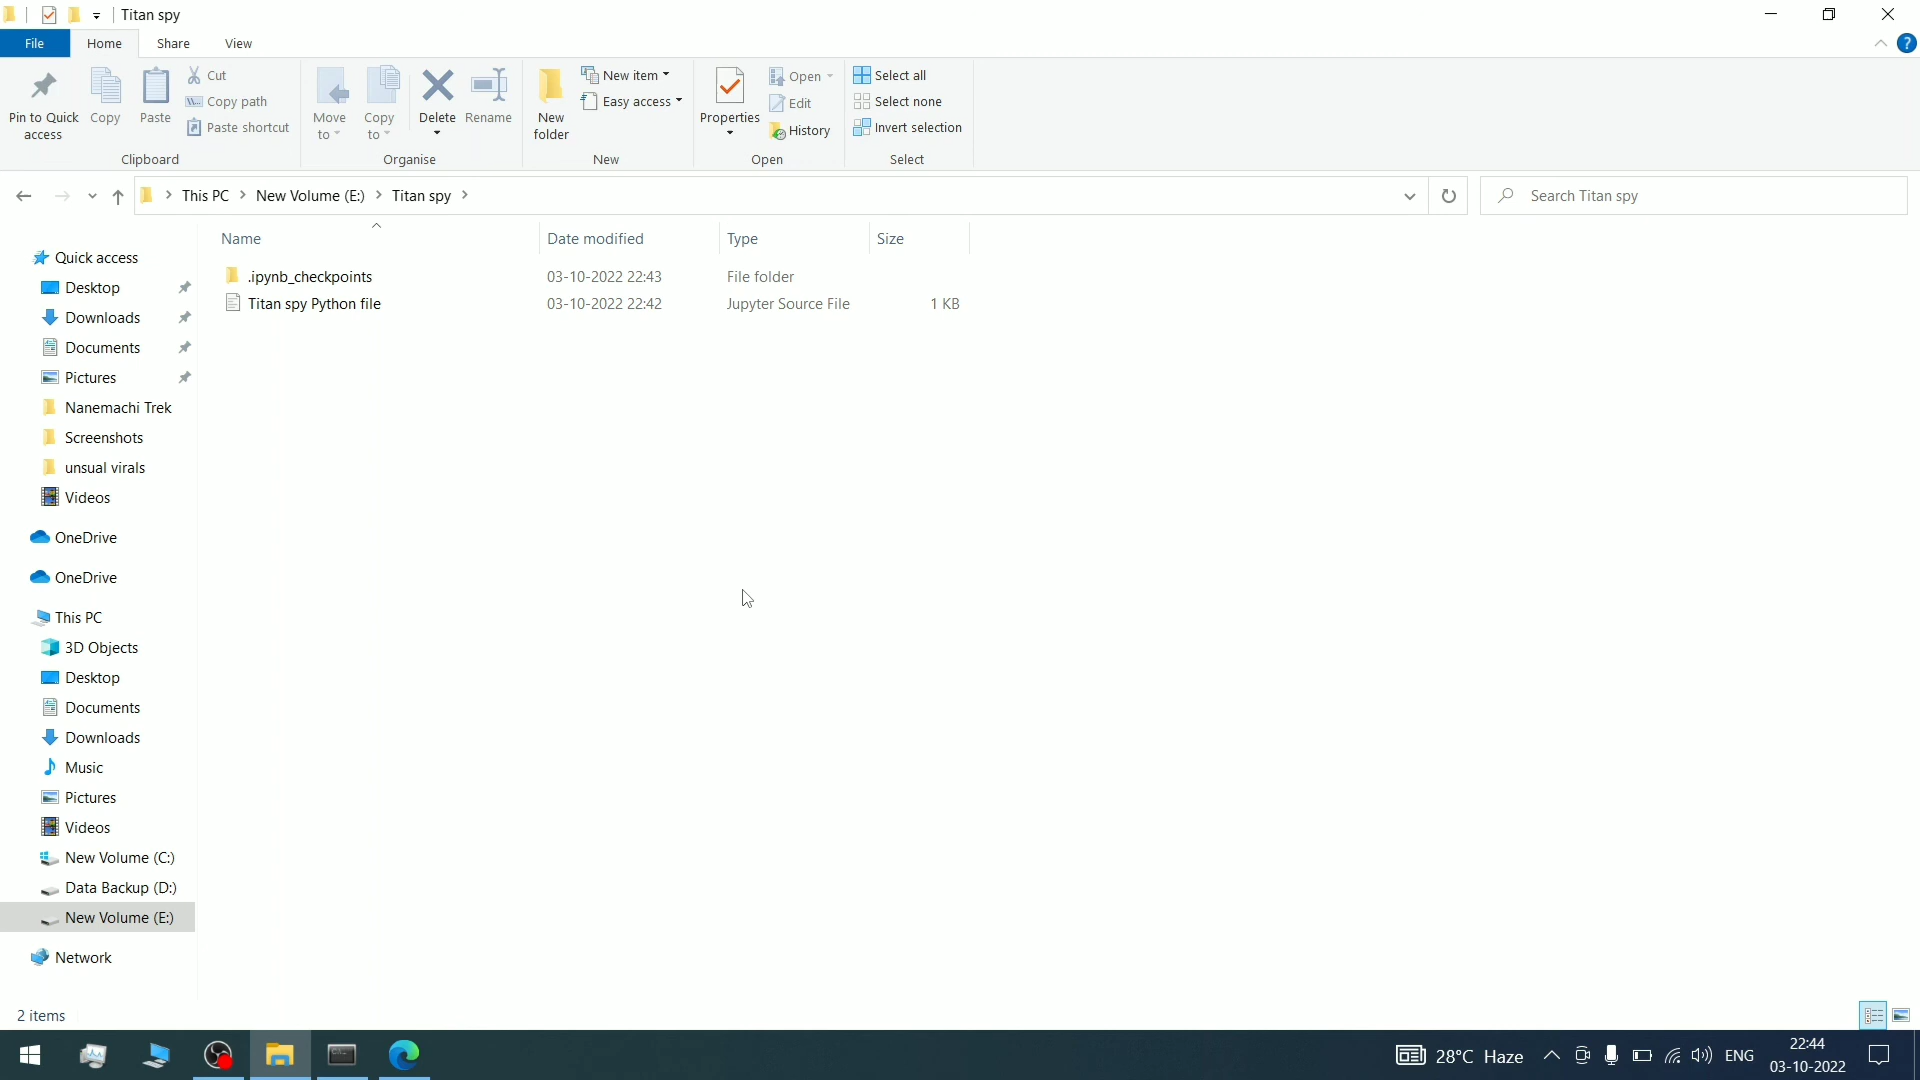 Titan spy
File
Home
Share
View
Pin to Quick access
Copy
Paste
Cut
Copy path
Paste shortcut
Clipboard
Move to
Copy to
Delete
Rename
Organise
New folder
New item
Easy access
New
Properties
Open
Edit
History
Open
Select all
Select none
Invert selection
Select
This PC > New Volume (E:) > Titan spy >
Search Titan spy
Name Date modified Type Size
.ipynb_checkpoints 03-10-2022 22:43 File folder
Titan spy Python file 03-10-2022 22:42 Jupyter Source File 1 KB
Quick access
Desktop
Downloads
Documents
Pictures
Nanemachi Trek
Screenshots
unsual virals
Videos
OneDrive
OneDrive
This PC
3D Objects
Desktop
Documents
Downloads
Music
Pictures
Videos
New Volume (C:)
Data Backup (D:)
New Volume (E:)
Network
2 items
28°C Haze
ENG
22:44
03-10-2022